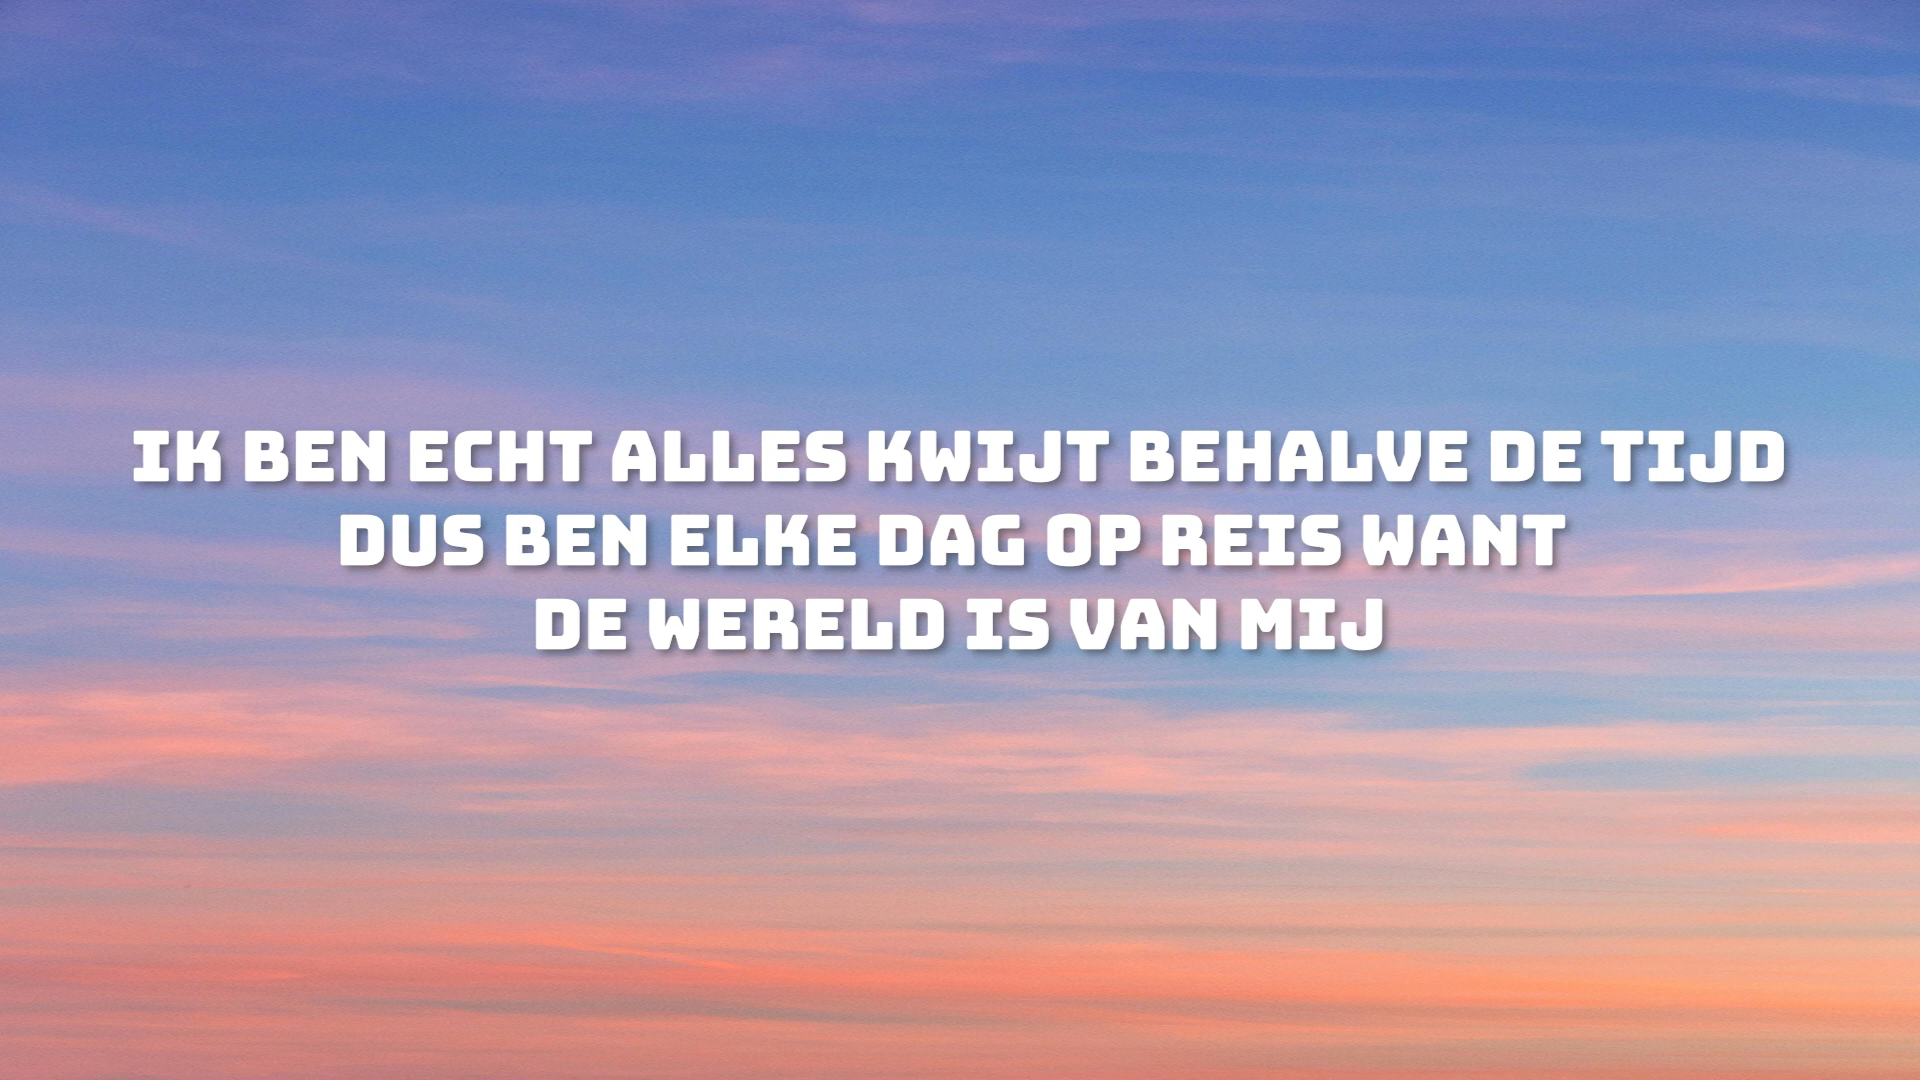 IK BEN ECHT ALLES KWIJT BEHALVE DE TIJD
DUS BEN ELKE DAG OP REIS WANT
DE WERELD IS VAN MIJ